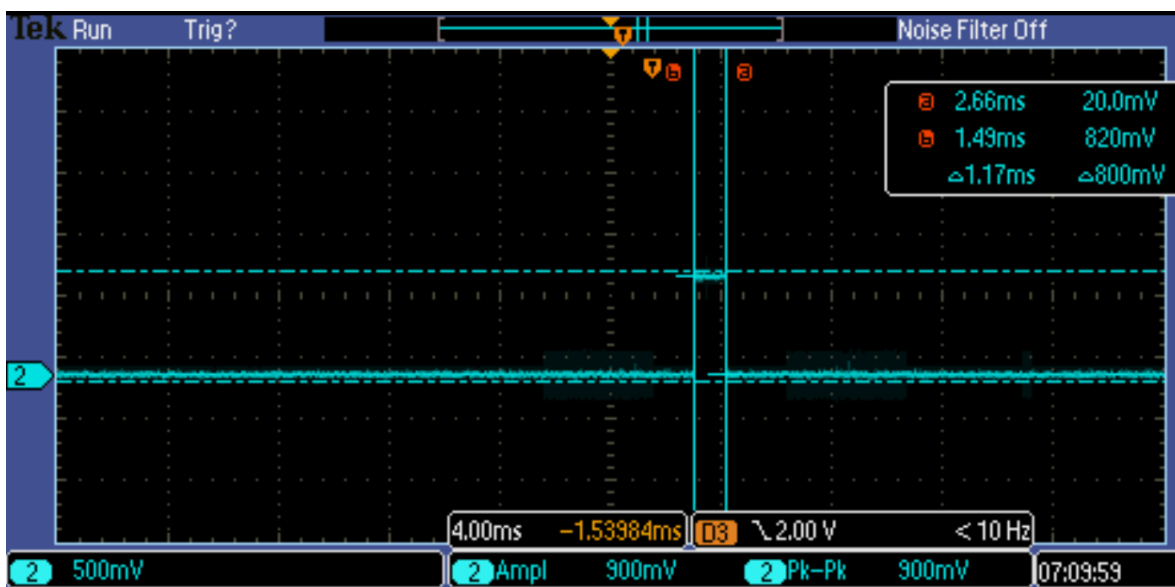 Tek Run Trig? Noise Filter Off
T
T b a
a 2.66ms 20.0mV
b 1.49ms 820mV
△1.17ms △800mV
2
4.00ms −1.53984ms D3 \ 2.00 V < 10 Hz
2 500mV 2 Ampl 900mV 2 Pk−Pk 900mV 07:09:59